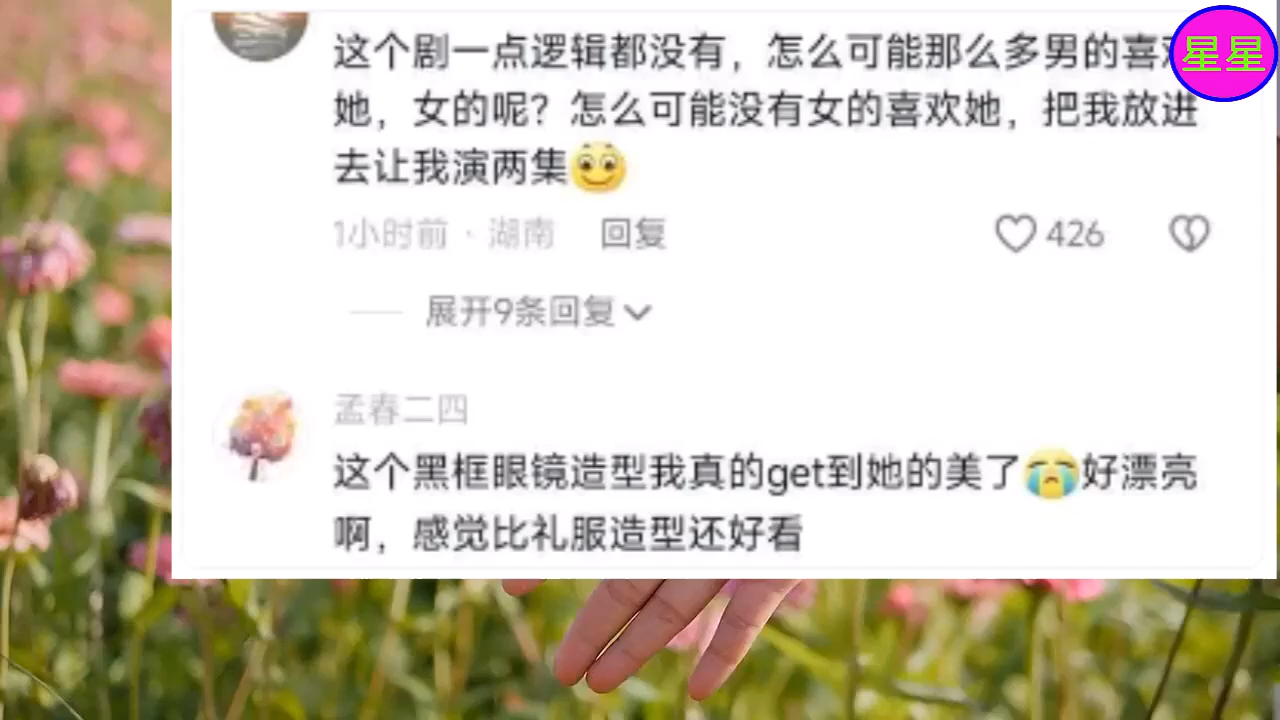 这个剧一点逻辑都没有，怎么可能那么多男的喜
星星
她，女的呢？怎么可能没有女的喜欢她，把我放进
去让我演两集
1小时前 · 湖南 回复 426
展开9条回复
孟春二四
这个黑框眼镜造型我真的get到她的美了😭好漂亮
啊，感觉比礼服造型还好看